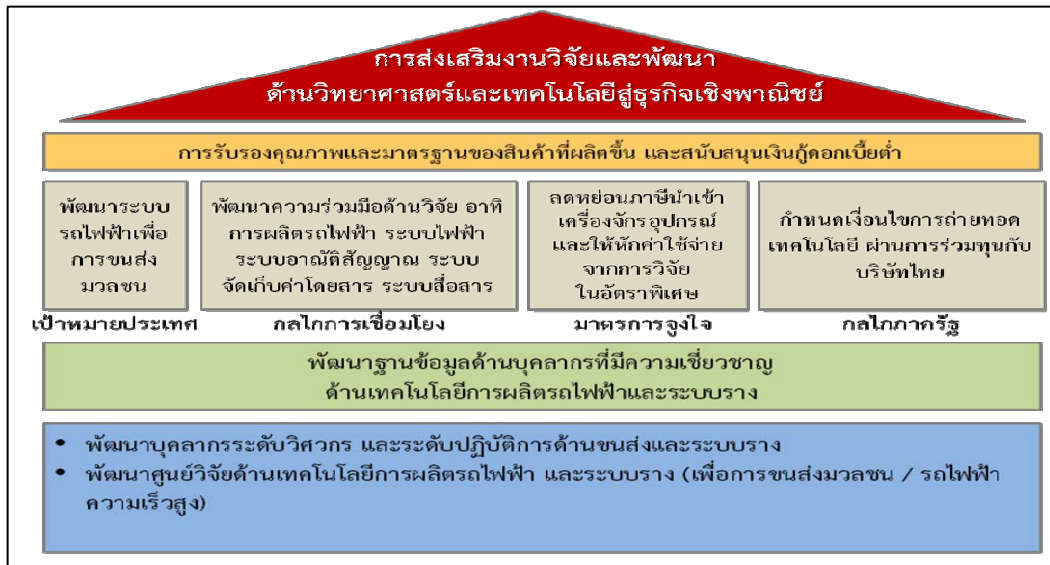 การส่งเสริมงานวิจัยและพัฒนา
ด้านวิทยาศาสตร์และเทคโนโลยีสู่ธุรกิจเชิงพาณิชย์
การรับรองคุณภาพและมาตรฐานของสินค้าที่ผลิตขึ้น และสนับสนุนเงินกู้ดอกเบี้ยต่ำ
พัฒนาระบบ
รถไฟฟ้าเพื่อ
การขนส่ง
มวลชน
เป้าหมายประเทศ
พัฒนาความร่วมมือด้านวิจัย อาทิ
การผลิตรถไฟฟ้า ระบบไฟฟ้า
ระบบอาณัติสัญญาณ ระบบ
จัดเก็บค่าโดยสาร ระบบสื่อสาร
กลไกการเชื่อมโยง
ลดหย่อนภาษีนำเข้า
เครื่องจักรอุปกรณ์
และให้หักค่าใช้จ่าย
จากการวิจัย
ในอัตราพิเศษ
มาตรการจูงใจ
กำหนดเงื่อนไขการถ่ายทอด
เทคโนโลยี ผ่านการร่วมทุนกับ
บริษัทไทย
กลไกภาครัฐ
พัฒนาฐานข้อมูลด้านบุคลากรที่มีความเชี่ยวชาญ
ด้านเทคโนโลยีการผลิตรถไฟฟ้าและระบบราง
• พัฒนาบุคลากรระดับวิศวกร และระดับปฏิบัติการด้านขนส่งและระบบราง
• พัฒนาศูนย์วิจัยด้านเทคโนโลยีการผลิตรถไฟฟ้า และระบบราง (เพื่อการขนส่งมวลชน / รถไฟฟ้า
ความเร็วสูง)